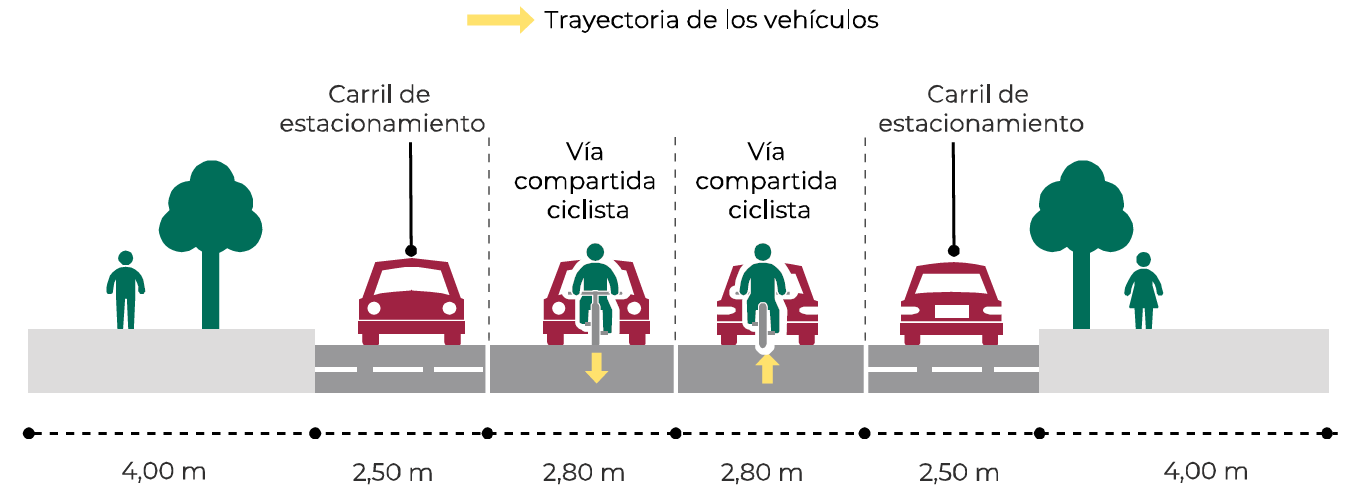 Trayectoria de los vehículos
Carril de
estacionamiento
Vía
compartida
ciclista
Vía
compartida
ciclista
Carril de
estacionamiento
4,00 m
2,50 m
2,80 m
2,80 m
2,50 m
4,00 m